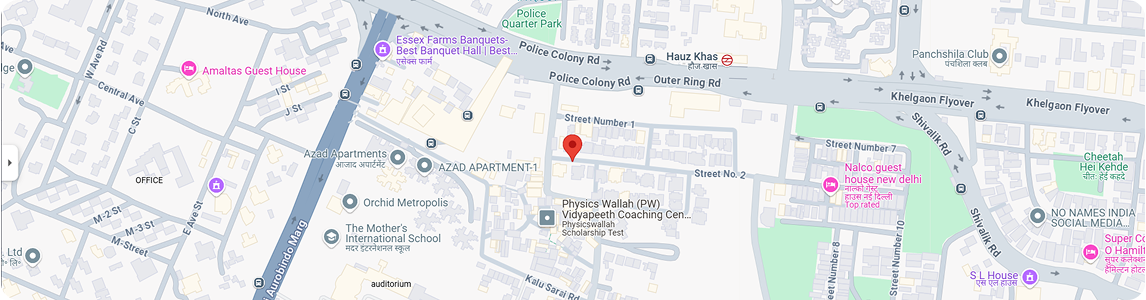 North Ave
Police
Quarter Park
Essex Farms Banquets-
Best Banquet Hall | Best...
एसेक्स फार्म
Police Colony Rd
Hauz Khas
हौज खास
Panchshila Club
पंचशिला क्लब
W Ave Rd
Amaltas Guest House
Police Colony Rd
Outer Ring Rd
Central Ave
I St
J St
C St
Khelgaon Flyover
Khelgaon Flyover
Street Number 1
Shivalik Rd
Street Number 7
Azad Apartments
आजाद अपार्टमेंट
AZAD APARTMENT-1
Street No. 2
Nalco guest
house new delhi
नाल्को गेस्ट
हाउस नई दिल्ली
Top rated
Cheetah
Hei Kehde
OFFICE
E Ave St
M-2 St
M-3 St
M-Street
Orchid Metropolis
The Mother's
International School
मदर इंटरनेशनल स्कूल
Physics Wallah (PW)
Vidyapeeth Coaching Cen...
Physicswallah
Scholarship Test
NO NAMES INDIA
SOCIAL MEDIA...
Shivalik Rd
Street Number 8
Number 10
Aurobindo Marg
auditorium
Kalu Sarai Rd
S L House
एस एल हाउस
Super Co
O Hamilt
Ltd